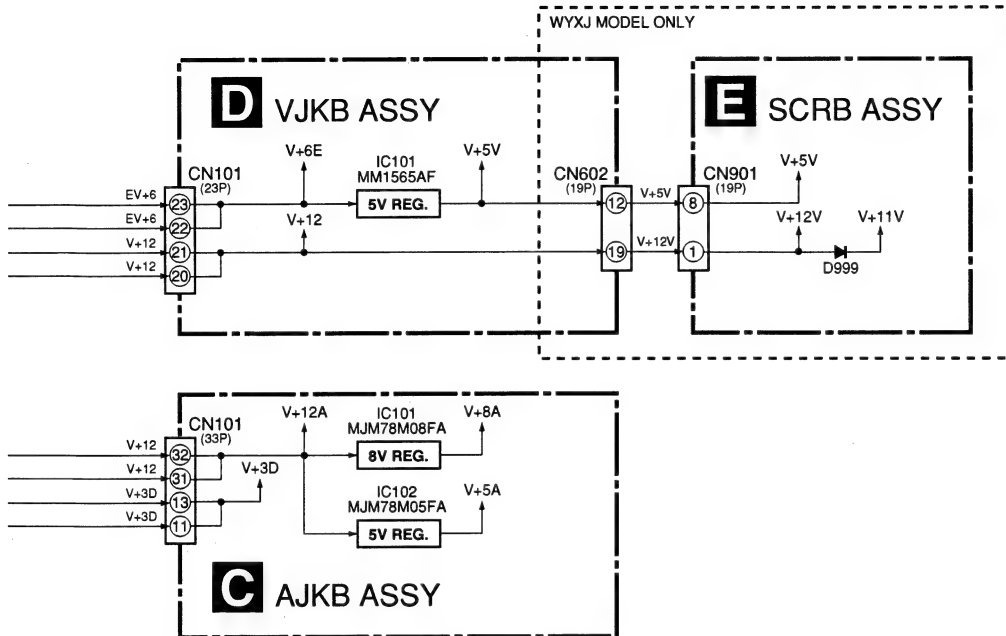 WYXJ MODEL ONLY
D VJKB ASSY
E SCRB ASSY
V+6E
IC101
MM1565AF
5V REG.
V+5V
CN101
(23P)
CN602
(19P)
CN901
(19P)
V+5V
EV+6
23
12
V+5V
8
EV+6
22
V+12
V+12V
V+11V
V+12
21
19
V+12V
1
D999
V+12
20
CN101
(33P)
V+12A
IC101
MJM78M08FA
8V REG.
V+8A
V+12
32
V+12
31
V+3D
V+3D
13
V+3D
11
IC102
MJM78M05FA
5V REG.
V+5A
C AJKB ASSY